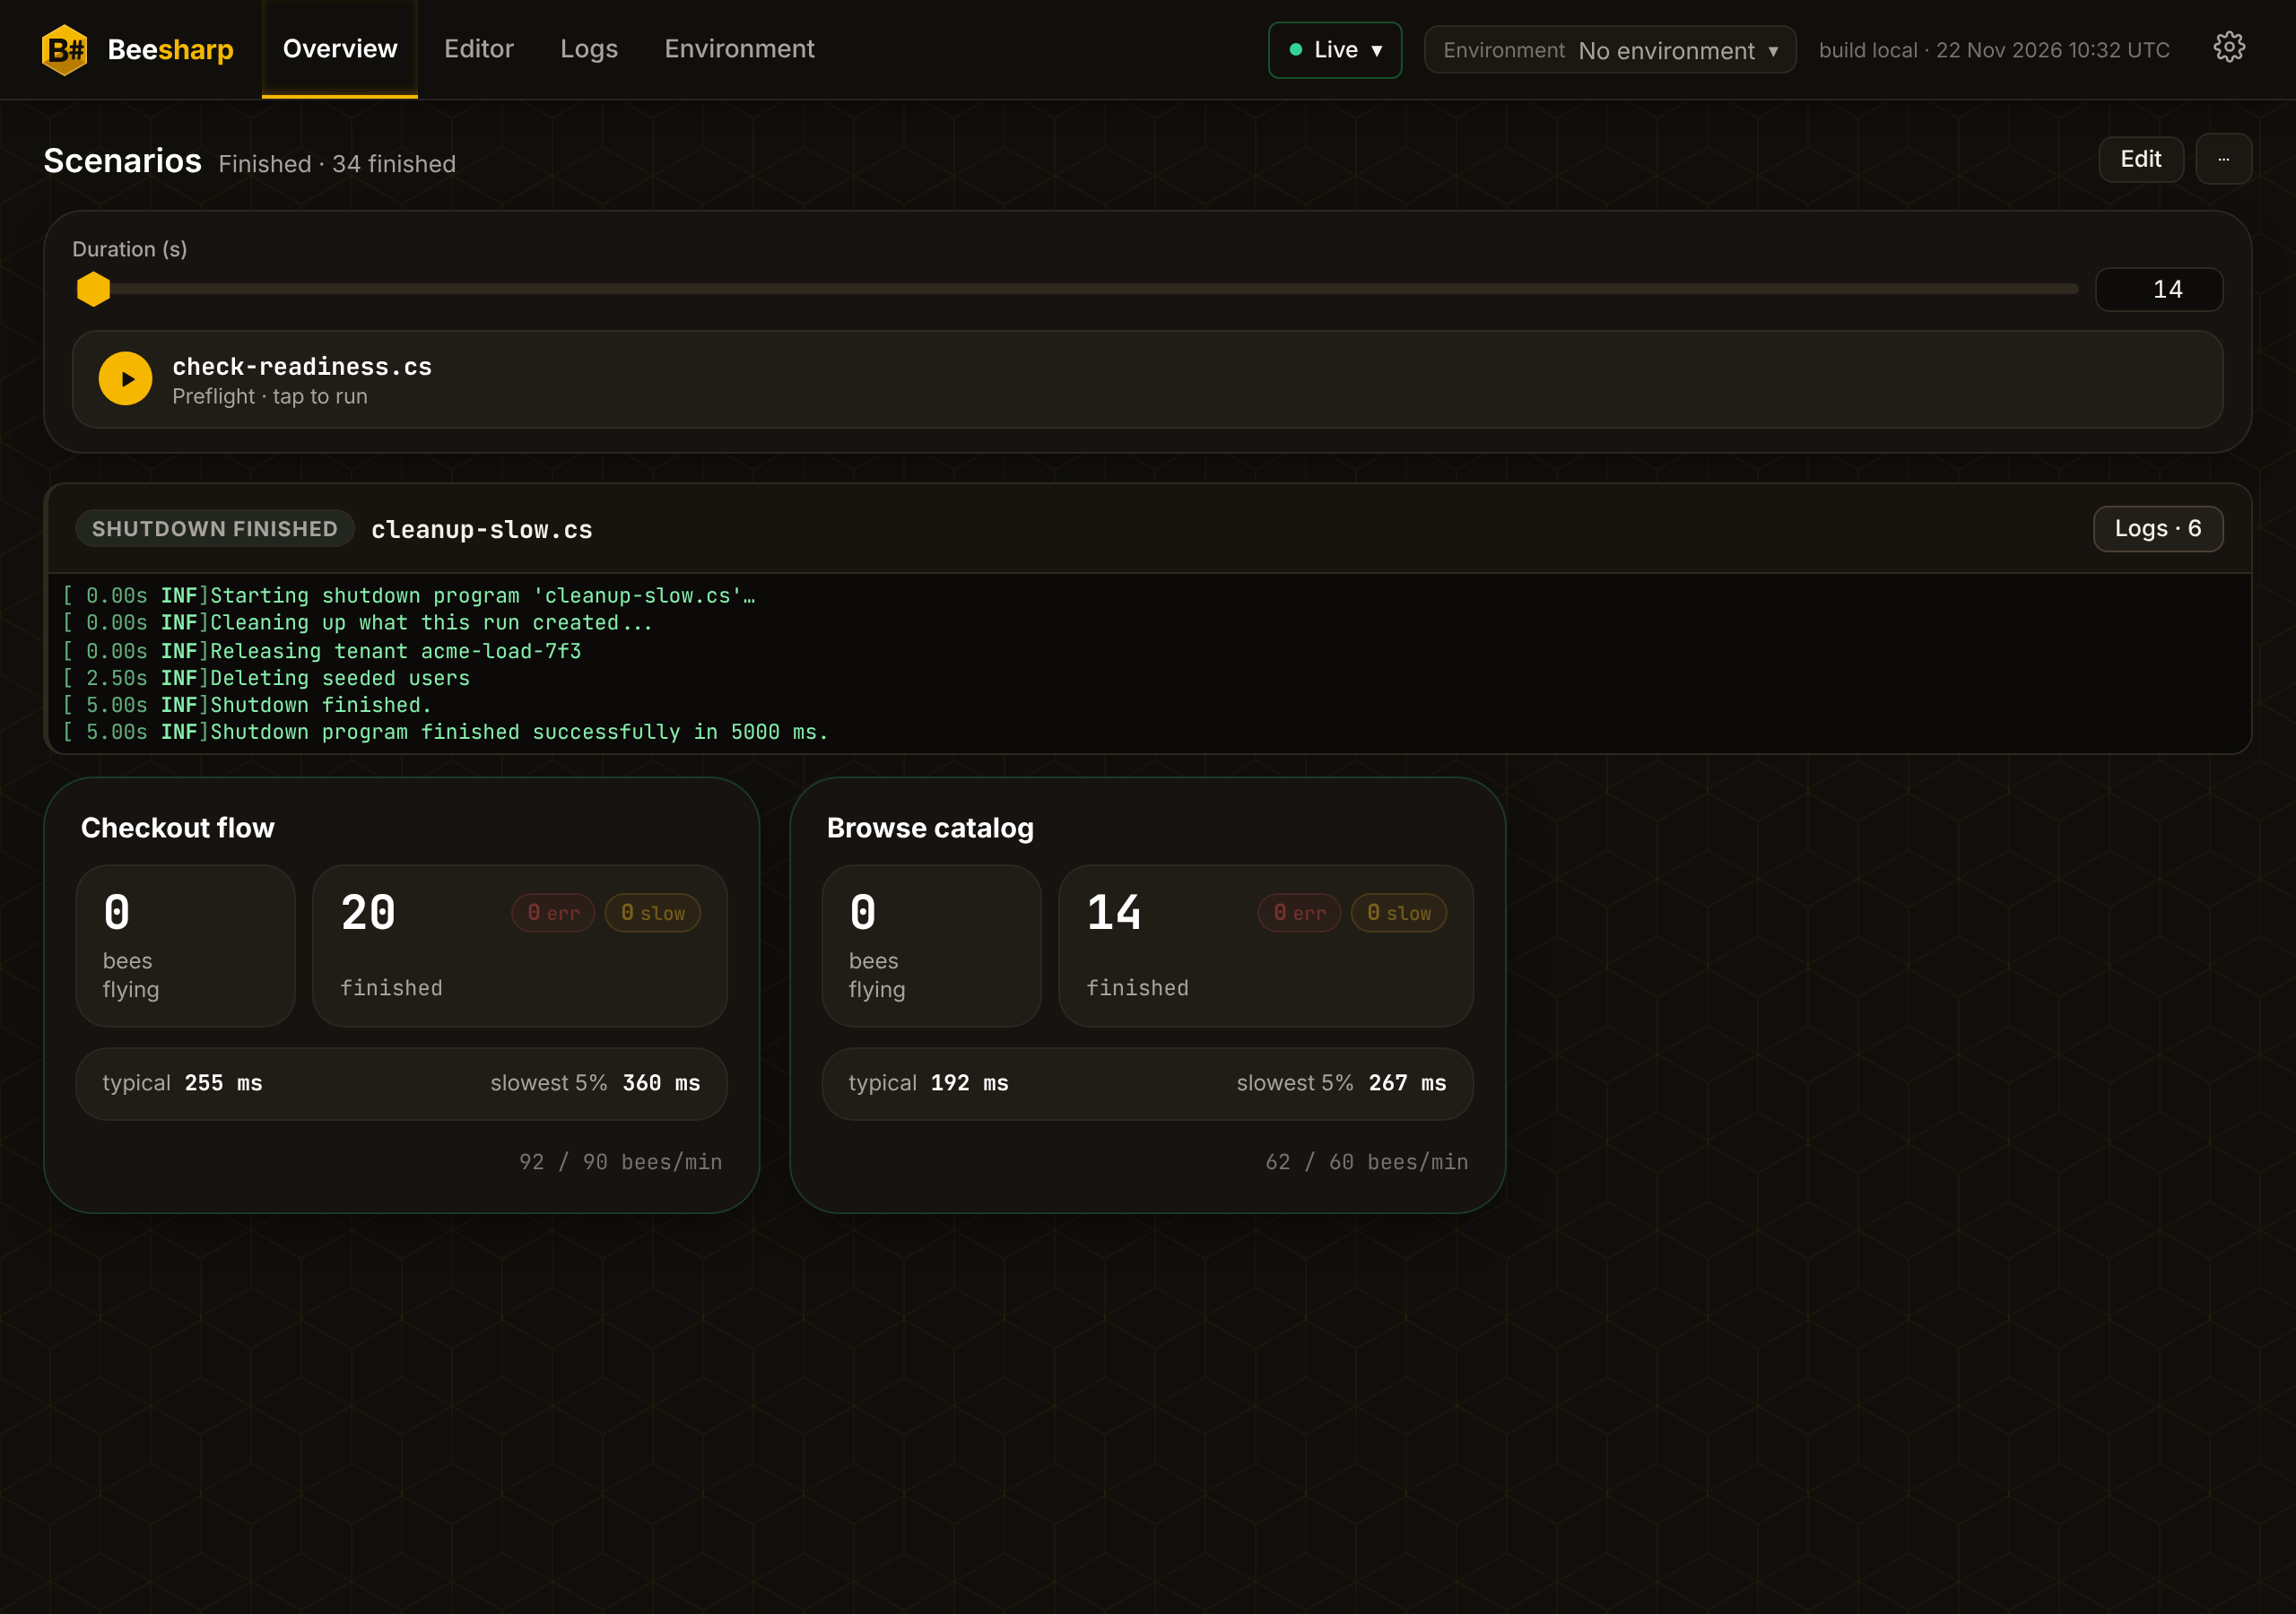 B# Beesharp Overview Editor Logs Environment Live ▾ Environment No environment ▾ build local · 22 Nov 2026 10:32 UTC
Scenarios Finished · 34 finished Edit ...
Duration (s)
14
check-readiness.cs
Preflight · tap to run
SHUTDOWN FINISHED cleanup-slow.cs Logs · 6
[ 0.00s INF]Starting shutdown program 'cleanup-slow.cs'…
[ 0.00s INF]Cleaning up what this run created...
[ 0.00s INF]Releasing tenant acme-load-7f3
[ 2.50s INF]Deleting seeded users
[ 5.00s INF]Shutdown finished.
[ 5.00s INF]Shutdown program finished successfully in 5000 ms.
Checkout flow
0
bees
flying
20 0 err 0 slow
finished
typical 255 ms slowest 5% 360 ms
92 / 90 bees/min
Browse catalog
0
bees
flying
14 0 err 0 slow
finished
typical 192 ms slowest 5% 267 ms
62 / 60 bees/min